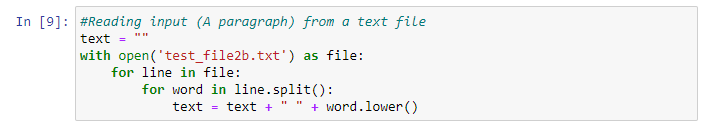 In [9]: #Reading input (A paragraph) from a text file
text = ""
with open('test_file2b.txt') as file:
    for line in file:
        for word in line.split():
            text = text + " " + word.lower()